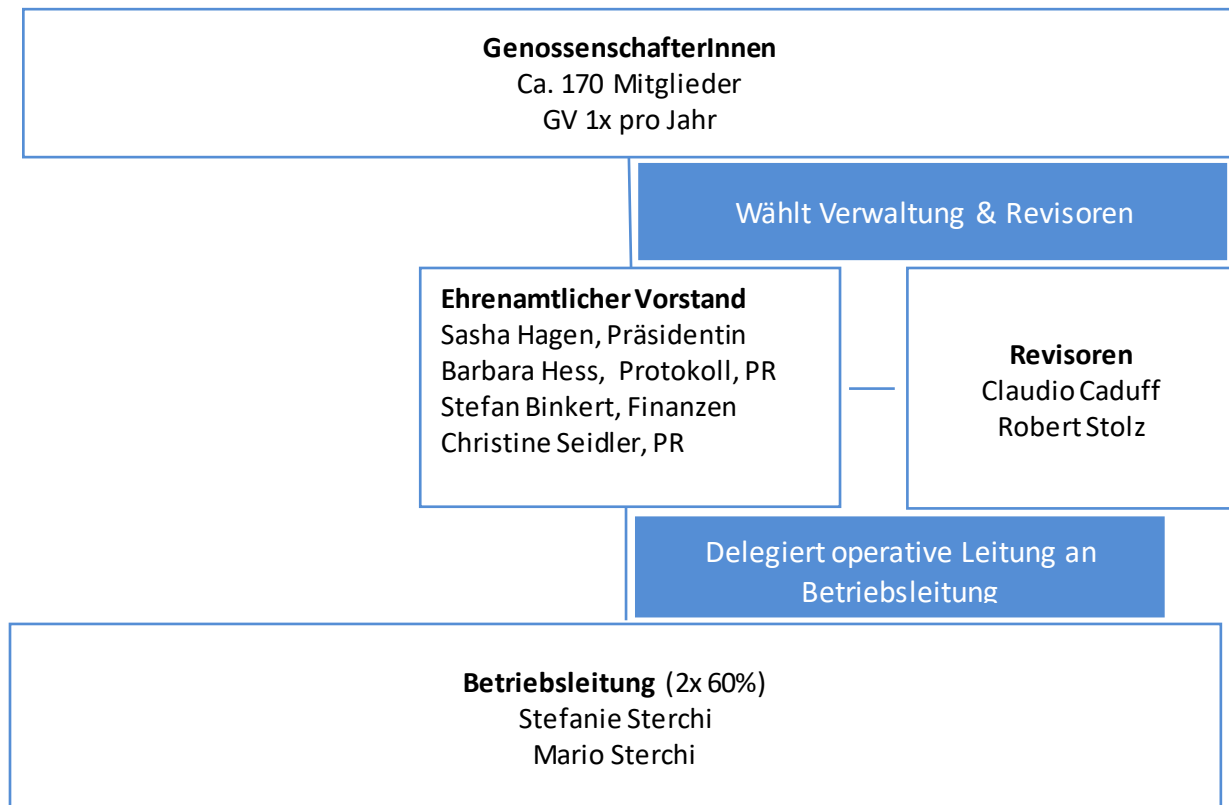 GenossenschafterInnen
Ca. 170 Mitglieder
GV 1x pro Jahr
Wählt Verwaltung & Revisoren
Ehrenamtlicher Vorstand
Sasha Hagen, Präsidentin
Barbara Hess, Protokoll, PR
Stefan Binkert, Finanzen
Christine Seidler, PR
Revisoren
Claudio Caduff
Robert Stolz
Delegiert operative Leitung an
Betriebsleitung
Betriebsleitung (2x 60%)
Stefanie Sterchi
Mario Sterchi